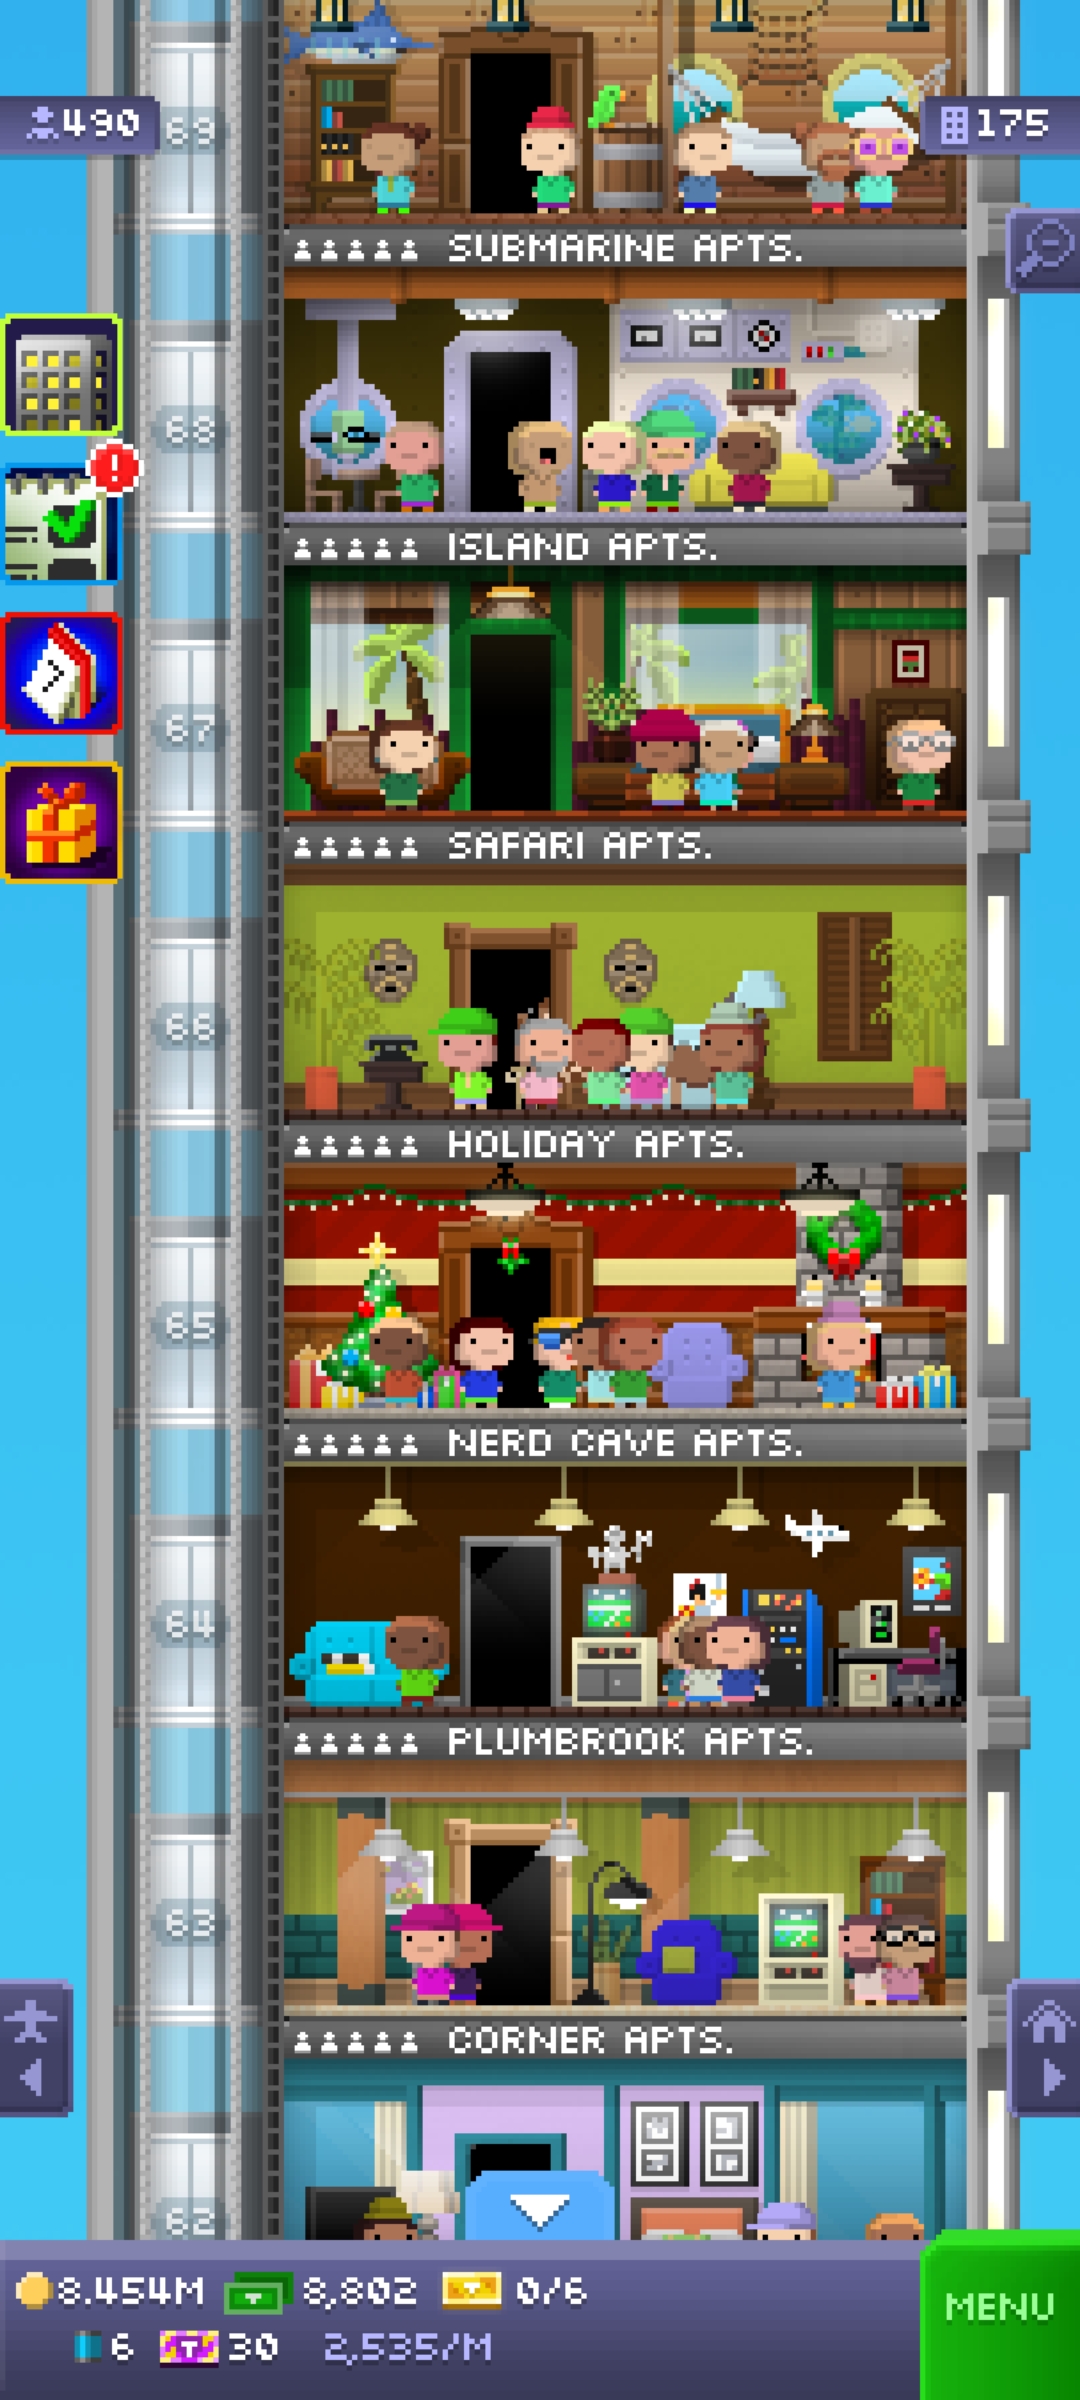 490
69
175
SUBMARINE APTS.
68
ISLAND APTS.
7
67
SAFARI APTS.
66
HOLIDAY APTS.
65
NERD CAVE APTS.
64
PLUMBROOK APTS.
63
CORNER APTS.
62
8.454M 8,802 0/6
6 T 30 2,535/M
MENU